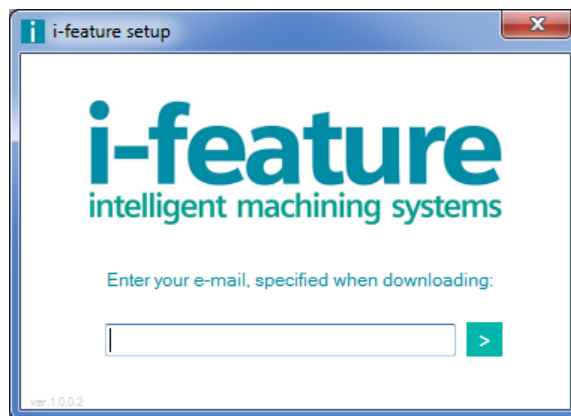 i-feature setup
i-feature
intelligent machining systems
Enter your e-mail, specified when downloading:
>
ver.1.0.0.2